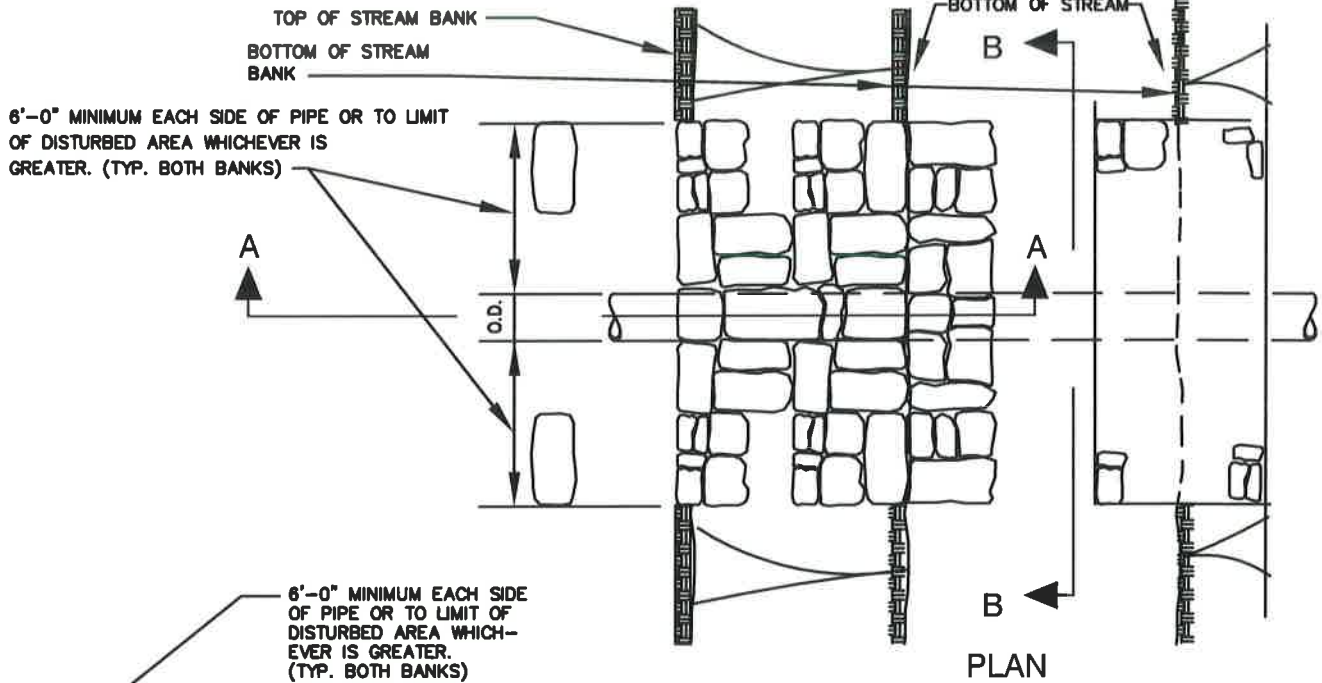 TOP OF STREAM BANK
BOTTOM OF STREAM
BOTTOM OF STREAM
BANK
B
6'-0" MINIMUM EACH SIDE OF PIPE OR TO LIMIT
OF DISTURBED AREA WHICHEVER IS
GREATER. (TYP. BOTH BANKS)
A
A
O.D.
6'-0" MINIMUM EACH SIDE
OF PIPE OR TO LIMIT OF
DISTURBED AREA WHICH-
EVER IS GREATER.
(TYP. BOTH BANKS)
B
PLAN